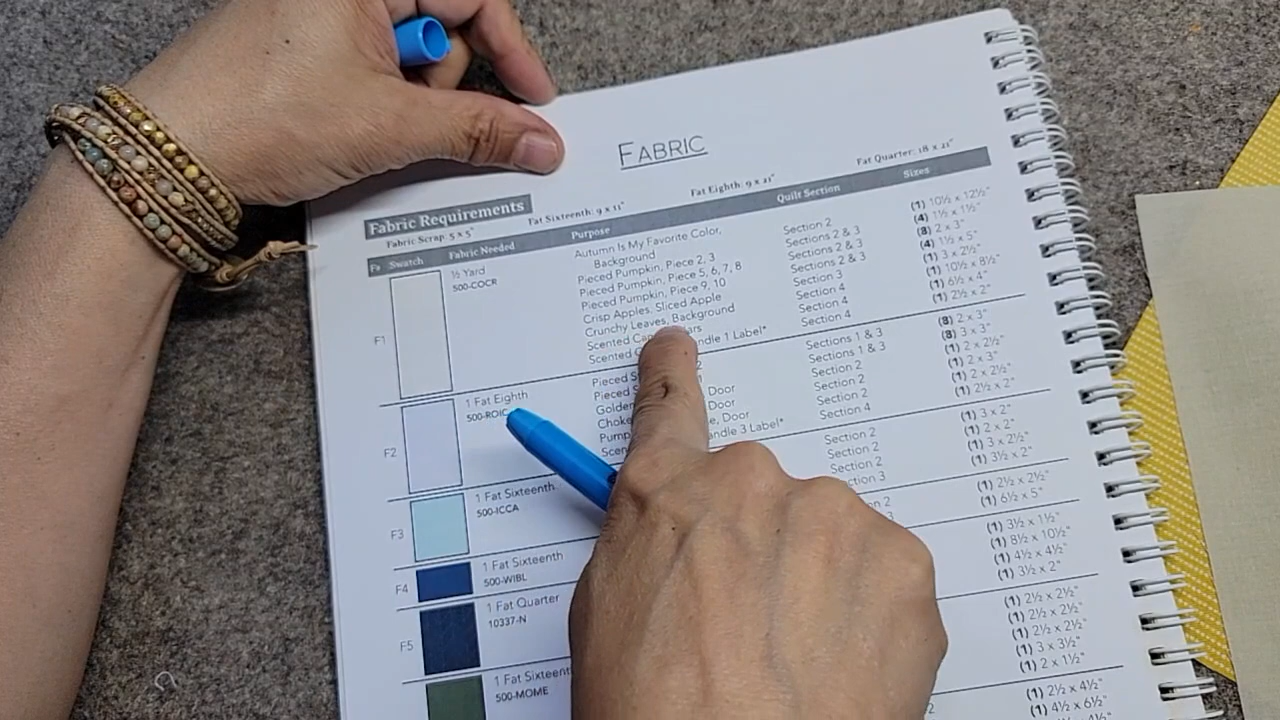 FABRIC
Fabric Requirements
Fabric Scrap: 5 x 5" Fat Sixteenth: 9 x 11" Fat Eighth: 9 x 21" Fat Quarter: 18 x 21"
Swatch Fabric Needed Purpose Quilt Section Sizes
F1 ½ Yard Autumn Is My Favorite Color, Section 2 (1) 10½ x 12½"
500-COCR Background
Pieced Pumpkin, Piece 2, 3 Sections 2 & 3 (4) 1½ x 1½"
Pieced Pumpkin, Piece 5, 6, 7, 8 Sections 2 & 3 (8) 2 x 3"
Pieced Pumpkin, Piece 9, 10 Sections 2 & 3 (4) 1½ x 5"
Crisp Apples, Sliced Apple Section 3 (1) 3 x 2½"
Crunchy Leaves, Background Section 4 (1) 10½ x 8½"
Scented Section 4 (1) 6½ x 4"
Scented 1 Label* Section 4 (1) 2½ x 2"
F2 1 Fat Eighth Pieced Sections 1 & 3 (8) 2 x 3"
Pieced Sections 1 & 3 (8) 3 x 3"
Door Section 2 (1) 2 x 2½"
Door Section 2 (1) 2 x 3"
Door Section 2 (1) 2 x 2½"
3 Label* Section 4 (1) 2½ x 2"
F3 1 Fat Sixteenth Section 2 (1) 3 x 2"
500-ICCA Section 2 (1) 2 x 2"
Section 2 (1) 3 x 2½"
(1) 3½ x 2"
F4 1 Fat Sixteenth (1) 2½ x 2½"
500-WIBL (1) 6½ x 5"
F5 1 Fat Quarter (1) 3½ x 1½"
10337-N (1) 8½ x 10½"
(1) 4½ x 4½"
(1) 3½ x 2"
1 Fat (1) 2½ x 2½"
500-MOME (1) 2½ x 2½"
(1) 2½ x 2½"
(1) 3 x 3½"
(1) 2 x 1½"
(1) 2½ x 4½"
(1) 4½ x 6½"